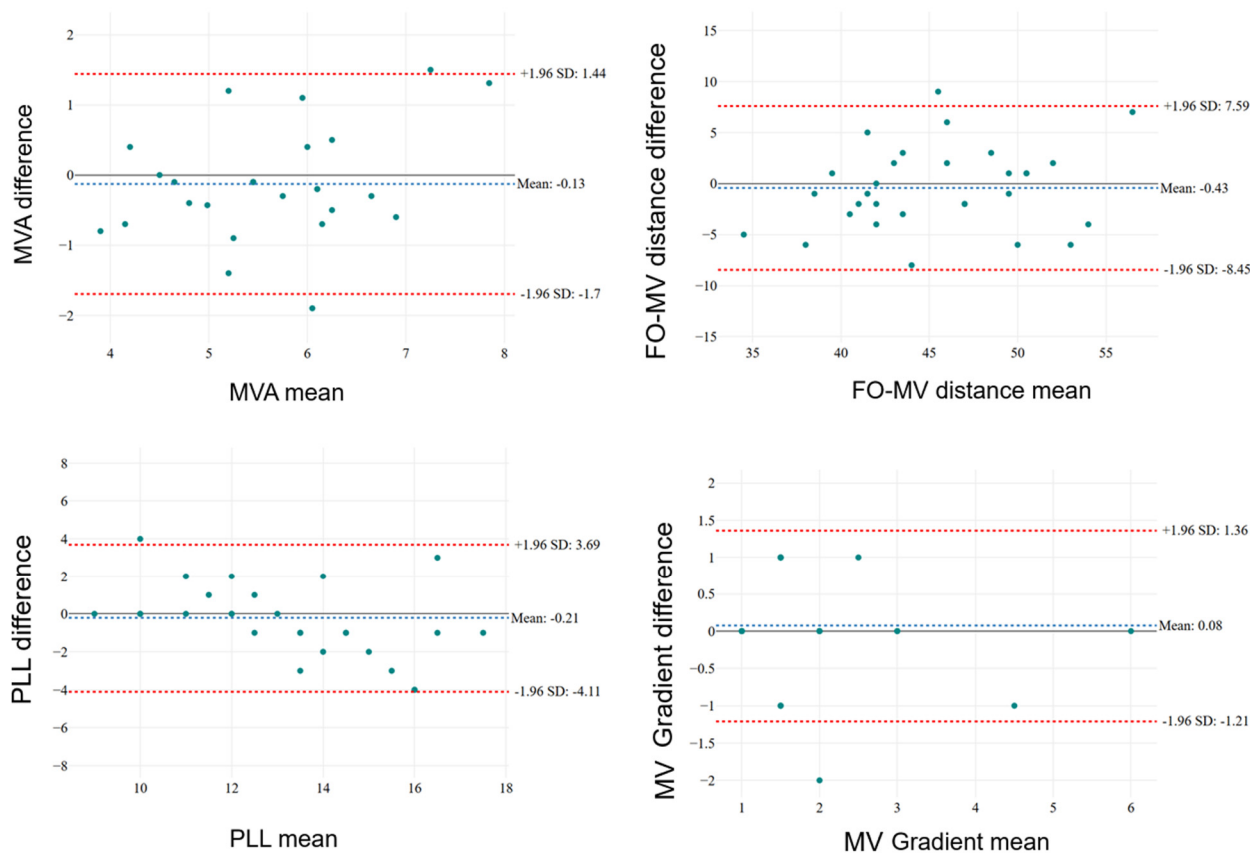 MVA difference
2
1
0
−1
−2
+1.96 SD: 1.44
Mean: -0.13
-1.96 SD: -1.7
4 5 6 7 8
MVA mean
FO-MV distance difference
15
10
5
0
−5
−10
−15
+1.96 SD: 7.59
Mean: -0.43
-1.96 SD: -8.45
35 40 45 50 55
FO-MV distance mean
PLL difference
8
6
4
2
0
−2
−4
−6
−8
+1.96 SD: 3.69
Mean: -0.21
-1.96 SD: -4.11
10 12 14 16 18
PLL mean
MV Gradient difference
2
1.5
1
0.5
0
−0.5
−1
−1.5
−2
+1.96 SD: 1.36
Mean: 0.08
-1.96 SD: -1.21
1 2 3 4 5 6
MV Gradient mean